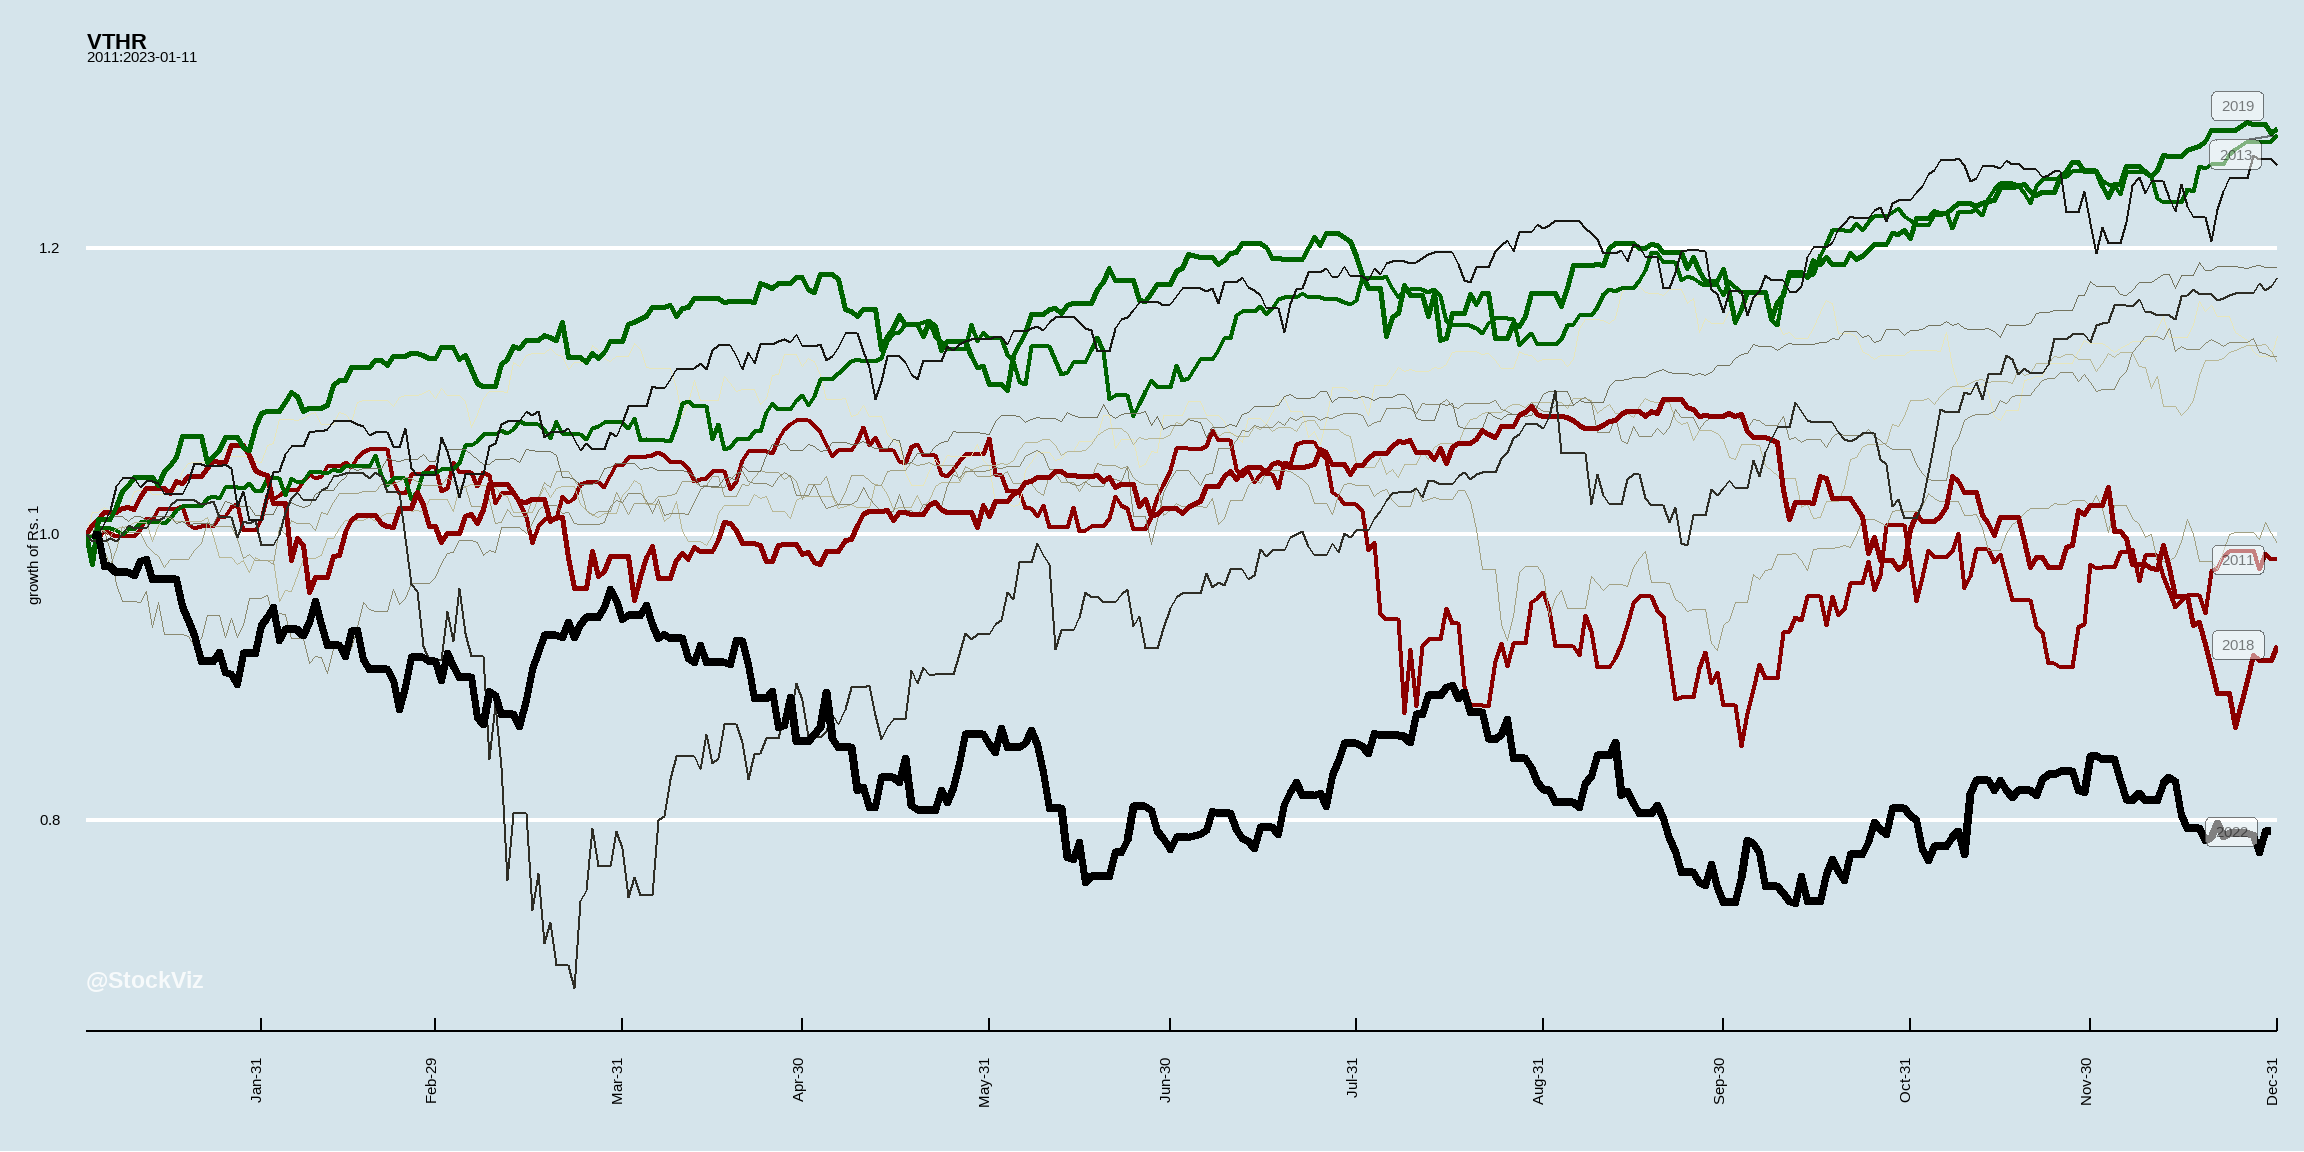 VTHR
2011:2023-01-11
2019
2013
1.2
growth of Rs. 1
1.0
2011
2018
0.8
2022
@StockViz
Jan-31
Feb-29
Mar-31
Apr-30
May-31
Jun-30
Jul-31
Aug-31
Sep-30
Oct-31
Nov-30
Dec-31